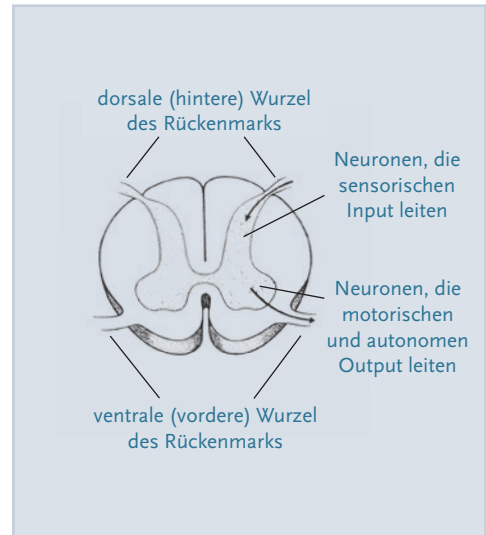 dorsale (hintere) Wurzel
des Rückenmarks
Neuronen, die
sensorischen
Input leiten
Neuronen, die
motorischen
und autonomen
Output leiten
ventrale (vordere) Wurzel
des Rückenmarks